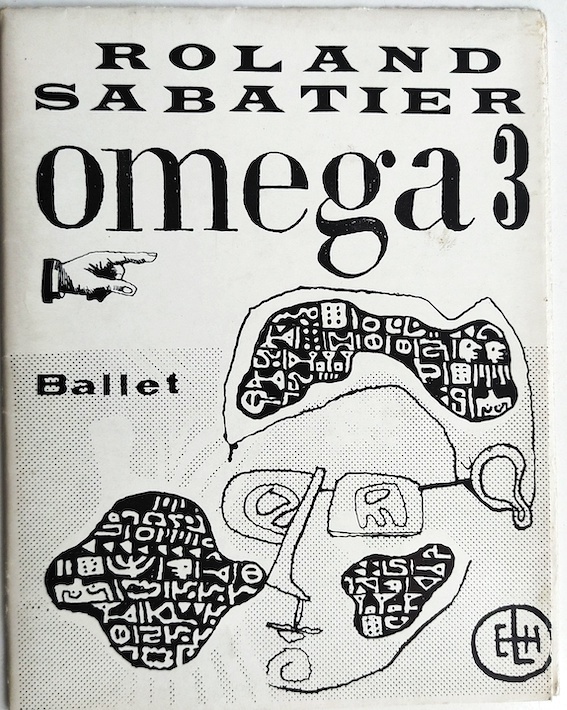 ROLAND
SABATIER
omega 3
Ballet